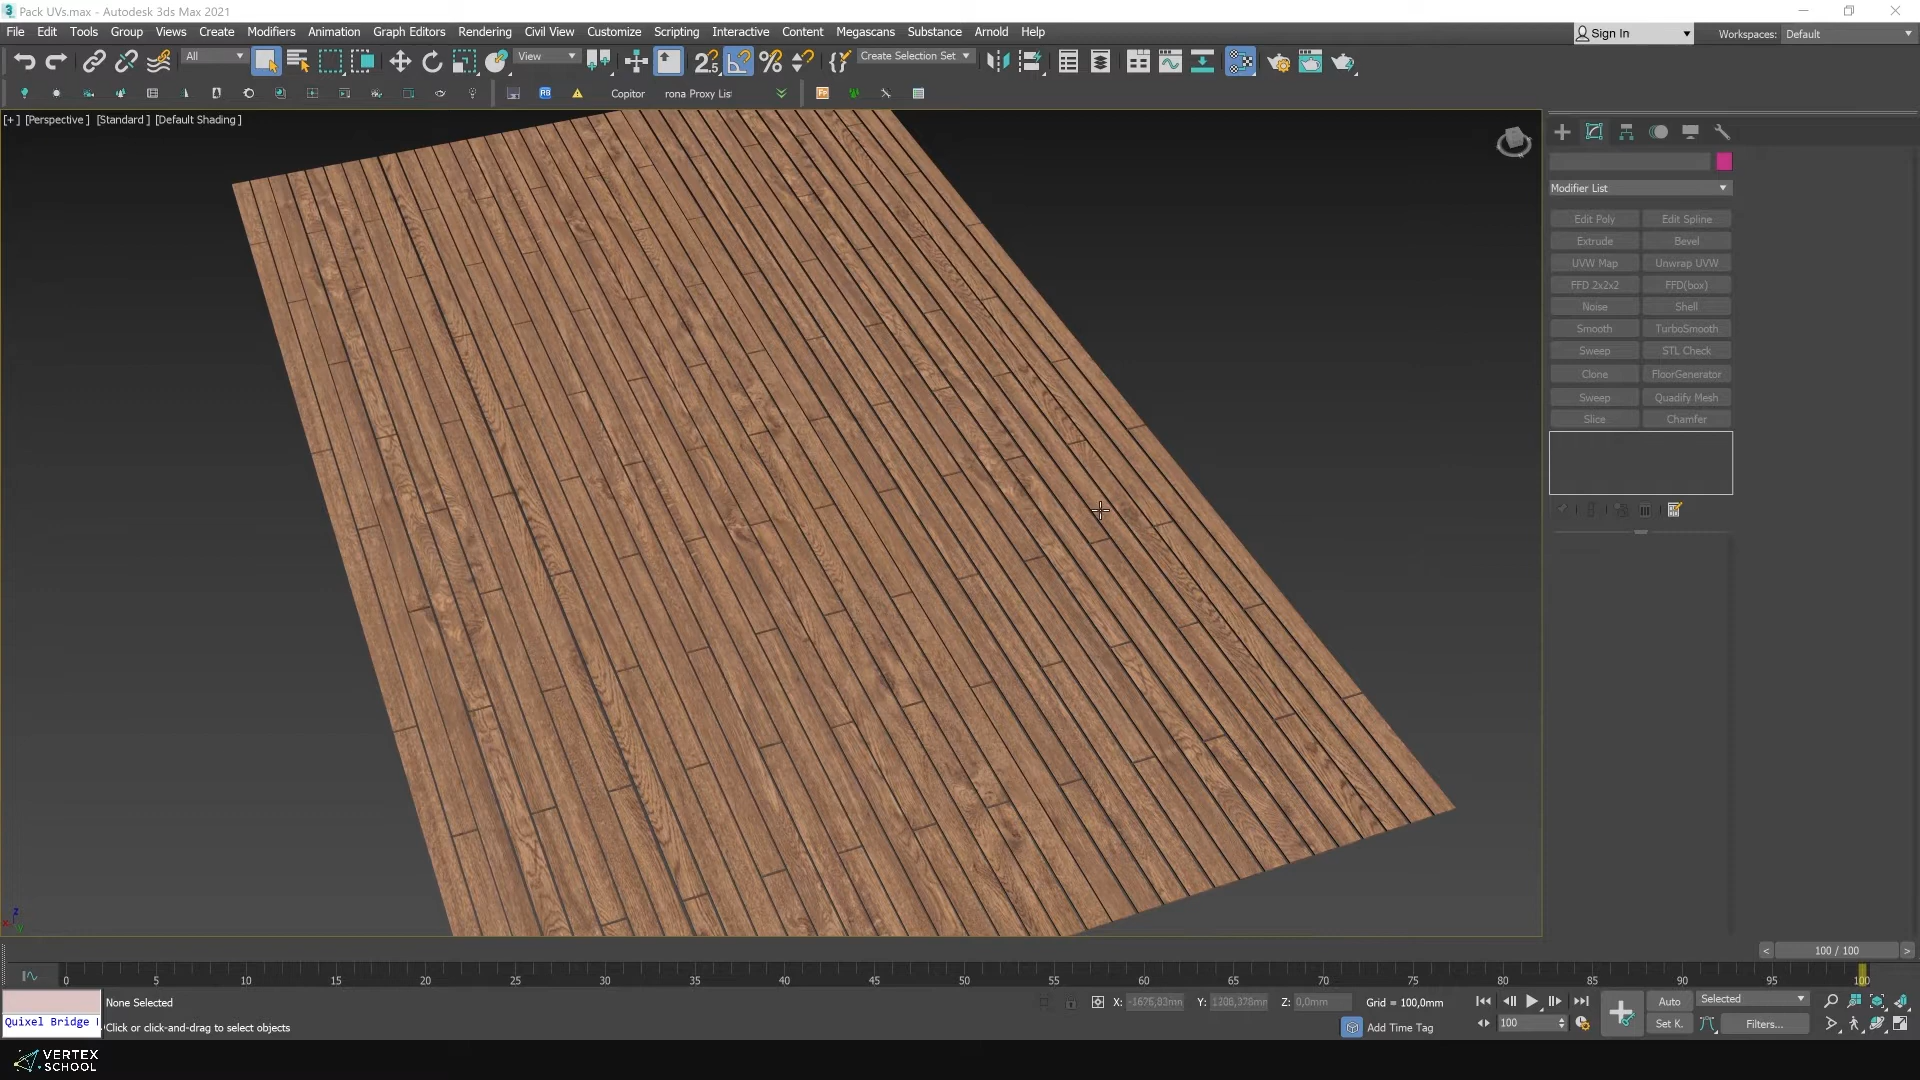 Pack UVs.max - Autodesk 3ds Max 2021
File Edit Tools Group Views Create Modifiers Animation Graph Editors Rendering Civil View Customize Scripting Interactive Content Megascans Substance Arnold Help
Sign In
Workspaces: Default
All
View
Create Selection Set
Copitor
rona Proxy Lis
[+] [Perspective] [Standard] [Default Shading]
Modifier List
Edit Poly Edit Spline
Extrude Bevel
UVW Map Unwrap UVW
FFD 2x2x2 FFD(box)
Noise Shell
Smooth TurboSmooth
Sweep STL Check
Clone FloorGenerator
Sweep Quadify Mesh
Slice Chamfer
< 100 / 100 >
0 5 10 15 20 25 30 35 40 45 50 55 60 65 70 75 80 85 90 95 100
None Selected
X: -1675,83mm Y: Z: 0,0mm Grid = 100,0mm
Auto Selected
Quixel Bridge
Click or click-and-drag to select objects
Add Time Tag
100
Set K. Filters...
VERTEX
SCHOOL